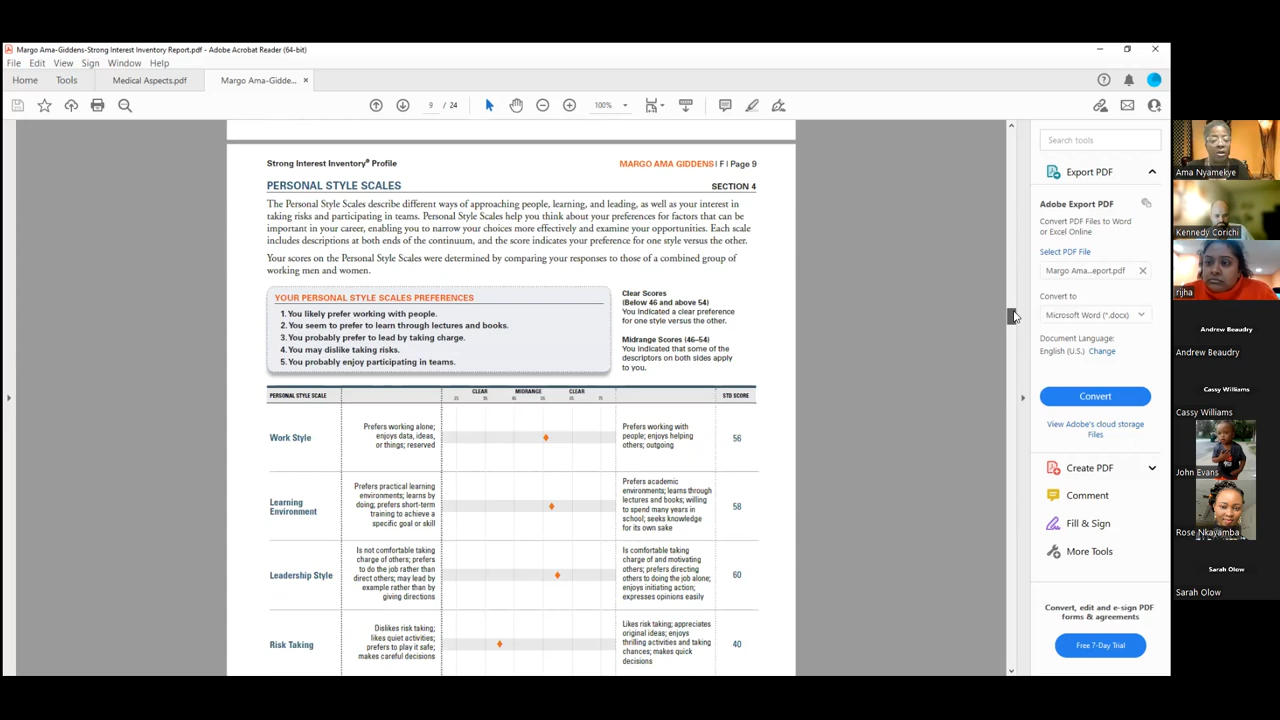 Margo Ama-Giddens-Strong Interest Inventory Report.pdf - Adobe Acrobat Reader (64-bit)
File Edit View Sign Window Help
Home Tools Medical Aspects.pdf Margo Ama-Gidde... ×
9 / 24 100%
Strong Interest Inventory® Profile MARGO AMA GIDDENS I F I Page 9
PERSONAL STYLE SCALES SECTION 4
The Personal Style Scales describe different ways of approaching people, learning, and leading, as well as your interest in
taking risks and participating in teams. Personal Style Scales help you think about your preferences for factors that can be
important in your career, enabling you to narrow your choices more effectively and examine your opportunities. Each scale
includes descriptions at both ends of the continuum, and the score indicates your preference for one style versus the other.
Your scores on the Personal Style Scales were determined by comparing your responses to those of a combined group of
working men and women.
YOUR PERSONAL STYLE SCALES PREFERENCES
1. You likely prefer working with people.
2. You seem to prefer to learn through lectures and books.
3. You probably prefer to lead by taking charge.
4. You may dislike taking risks.
5. You probably enjoy participating in teams.
Clear Scores
(Below 46 and above 54)
You indicated a clear preference
for one style versus the other.
Midrange Scores (46–54)
You indicated that some of the
descriptors on both sides apply
to you.
PERSONAL STYLE SCALE CLEAR MIDRANGE CLEAR STD SCORE
25 35 45 55 65 75
Work Style
Prefers working alone;
enjoys data, ideas,
or things; reserved
Prefers working with
people; enjoys helping
others; outgoing
56
Learning
Environment
Prefers practical learning
environments; learns by
doing; prefers short-term
training to achieve a
specific goal or skill
Prefers academic
environments; learns through
lectures and books; willing
to spend many years in
school; seeks knowledge
for its own sake
58
Leadership Style
Is not comfortable taking
charge of others; prefers
to do the job rather than
direct others; may lead by
example rather than by
giving directions
Is comfortable taking
charge of and motivating
others; prefers directing
others to doing the job alone;
enjoys initiating action;
expresses opinions easily
60
Risk Taking
Dislikes risk taking;
likes quiet activities;
prefers to play it safe;
makes careful decisions
Likes risk taking; appreciates
original ideas; enjoys
thrilling activities and taking
chances; makes quick
decisions
40
Search tools
Export PDF
Adobe Export PDF
Convert PDF Files to Word
or Excel Online
Select PDF File
Margo Ama...eport.pdf ×
Convert to
Microsoft Word (*.docx)
Document Language:
English (U.S.) Change
Convert
View Adobe's cloud storage
Files
Create PDF
Comment
Fill & Sign
More Tools
Convert, edit and e-sign PDF
forms & agreements
Free 7-Day Trial
Ama Nyamekye
Kennedy Corichi
rijha
Andrew Beaudry
Andrew Beaudry
Cassy Williams
Cassy Williams
John Evans
Rose Nkayamba
Sarah Olow
Sarah Olow